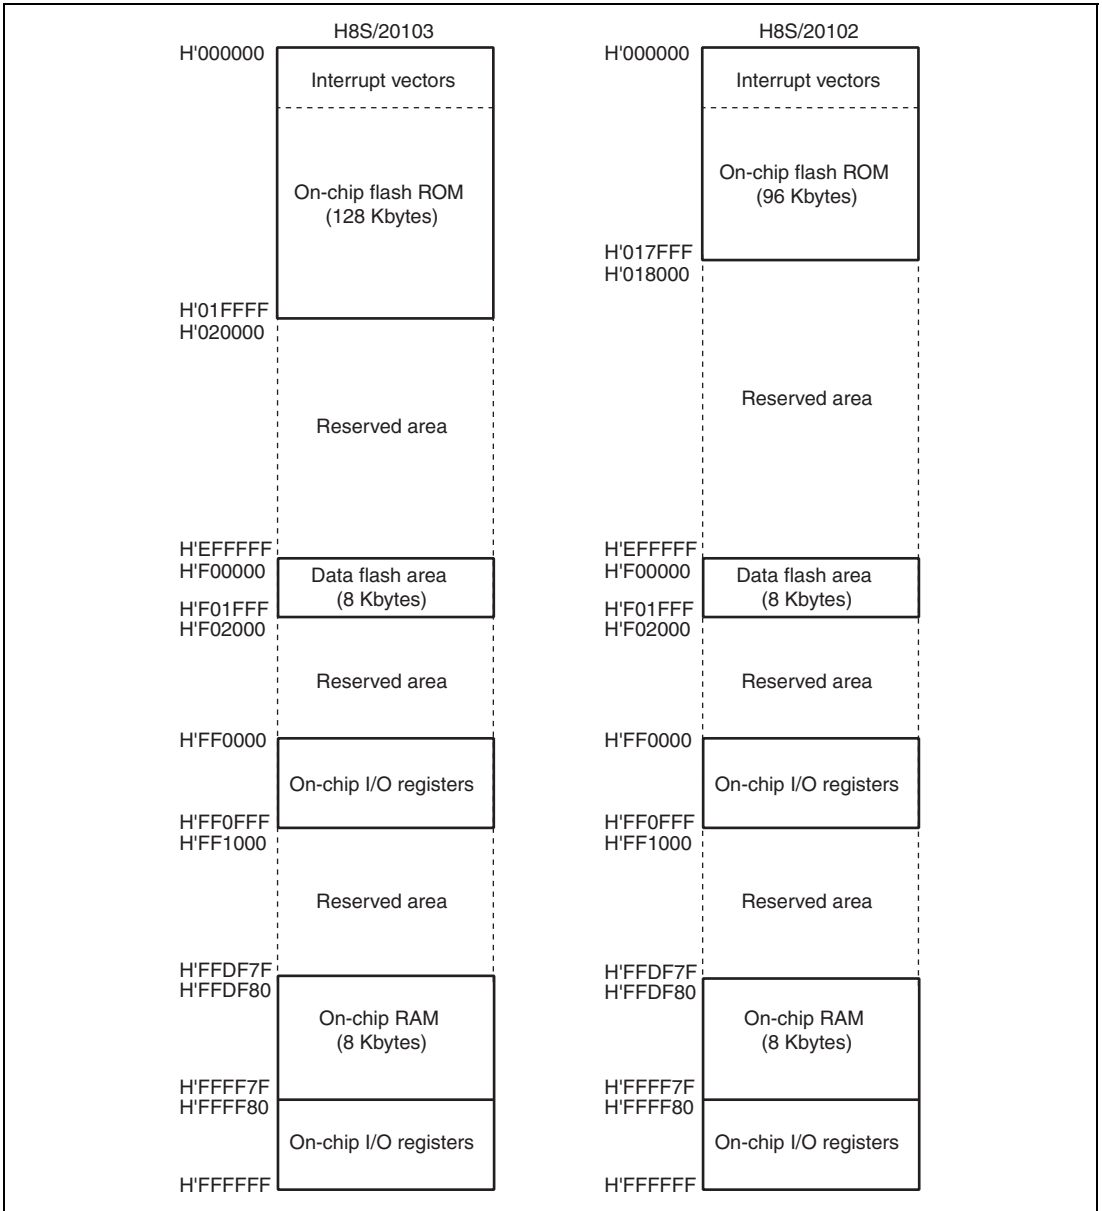 H8S/20103
H'000000
Interrupt vectors
On-chip flash ROM
(128 Kbytes)
H'01FFFF
H'020000
Reserved area
H'EFFFFF
H'F00000
Data flash area
(8 Kbytes)
H'F01FFF
H'F02000
Reserved area
H'FF0000
On-chip I/O registers
H'FF0FFF
H'FF1000
Reserved area
H'FFDF7F
H'FFDF80
On-chip RAM
(8 Kbytes)
H'FFFF7F
H'FFFF80
On-chip I/O registers
H'FFFFFF
H8S/20102
H'000000
Interrupt vectors
On-chip flash ROM
(96 Kbytes)
H'017FFF
H'018000
Reserved area
H'EFFFFF
H'F00000
Data flash area
(8 Kbytes)
H'F01FFF
H'F02000
Reserved area
H'FF0000
On-chip I/O registers
H'FF0FFF
H'FF1000
Reserved area
H'FFDF7F
H'FFDF80
On-chip RAM
(8 Kbytes)
H'FFFF7F
H'FFFF80
On-chip I/O registers
H'FFFFFF